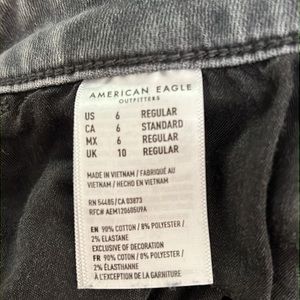 AMERICAN EAGLE
OUTFITTERS
US 6 REGULAR
CA 6 STANDARD
MX 6 REGULAR
UK 10 REGULAR
MADE IN VIETNAM / FABRIQUÉ AU
VIETNAM / HECHO EN VIETNAM
RN 54485/CA 03873
RFC# AEM120605U9A
EN 90% COTTON / 8% POLYESTER /
2% ELASTANE
EXCLUSIVE OF DECORATION
FR 90% COTON / 8% POLYESTER /
2% ÉLASTHANNE
À L'EXCEPTION DE LA GARNITURE